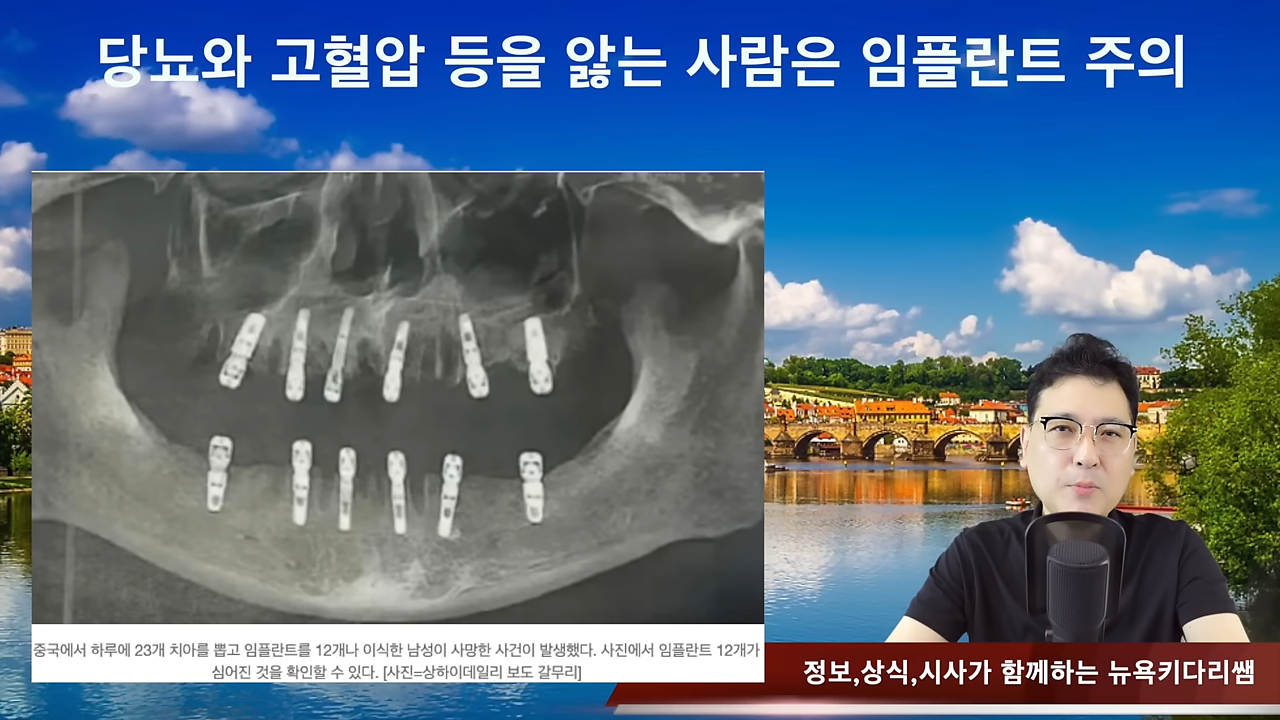 당뇨와 고혈압 등을 앓는 사람은 임플란트 주의
중국에서 하루에 23개 치아를 뽑고 임플란트를 12개나 이식한 남성이 사망한 사건이 발생했다. 사진에서 임플란트 12개가
심어진 것을 확인할 수 있다. [사진=상하이데일리 보도 갈무리]
정보,상식,시사가 함께하는 뉴욕키다리쌤